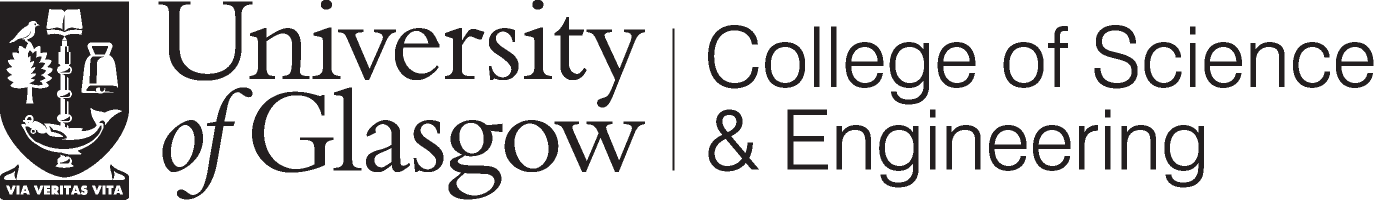 University
of Glasgow
College of Science
& Engineering
VIA VERITAS VITA